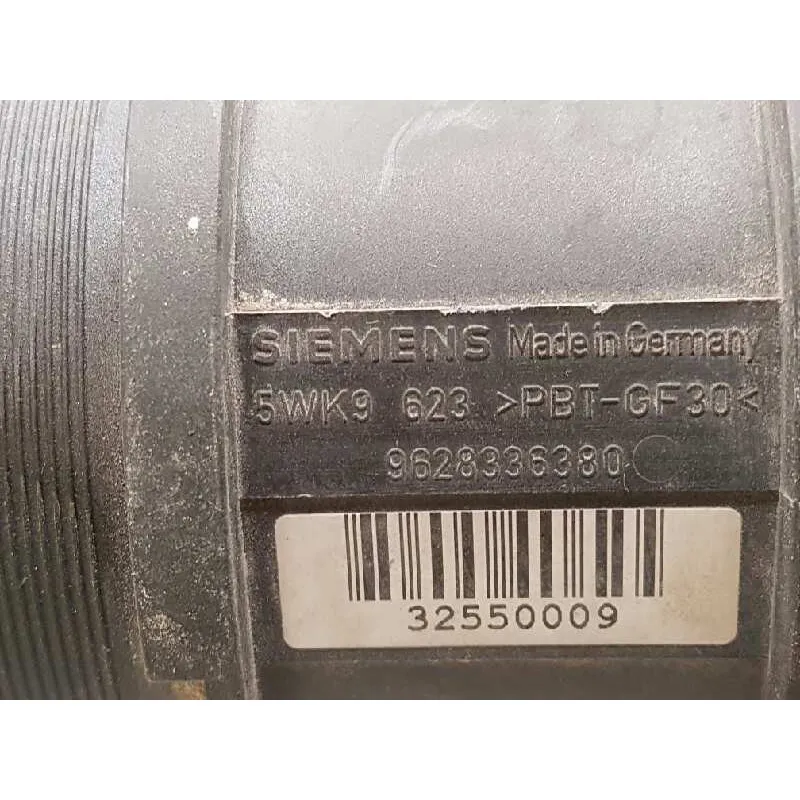 SIEMENS Made in Germany
5WK9 623 >PBT-GF30<
9628336380
32550009